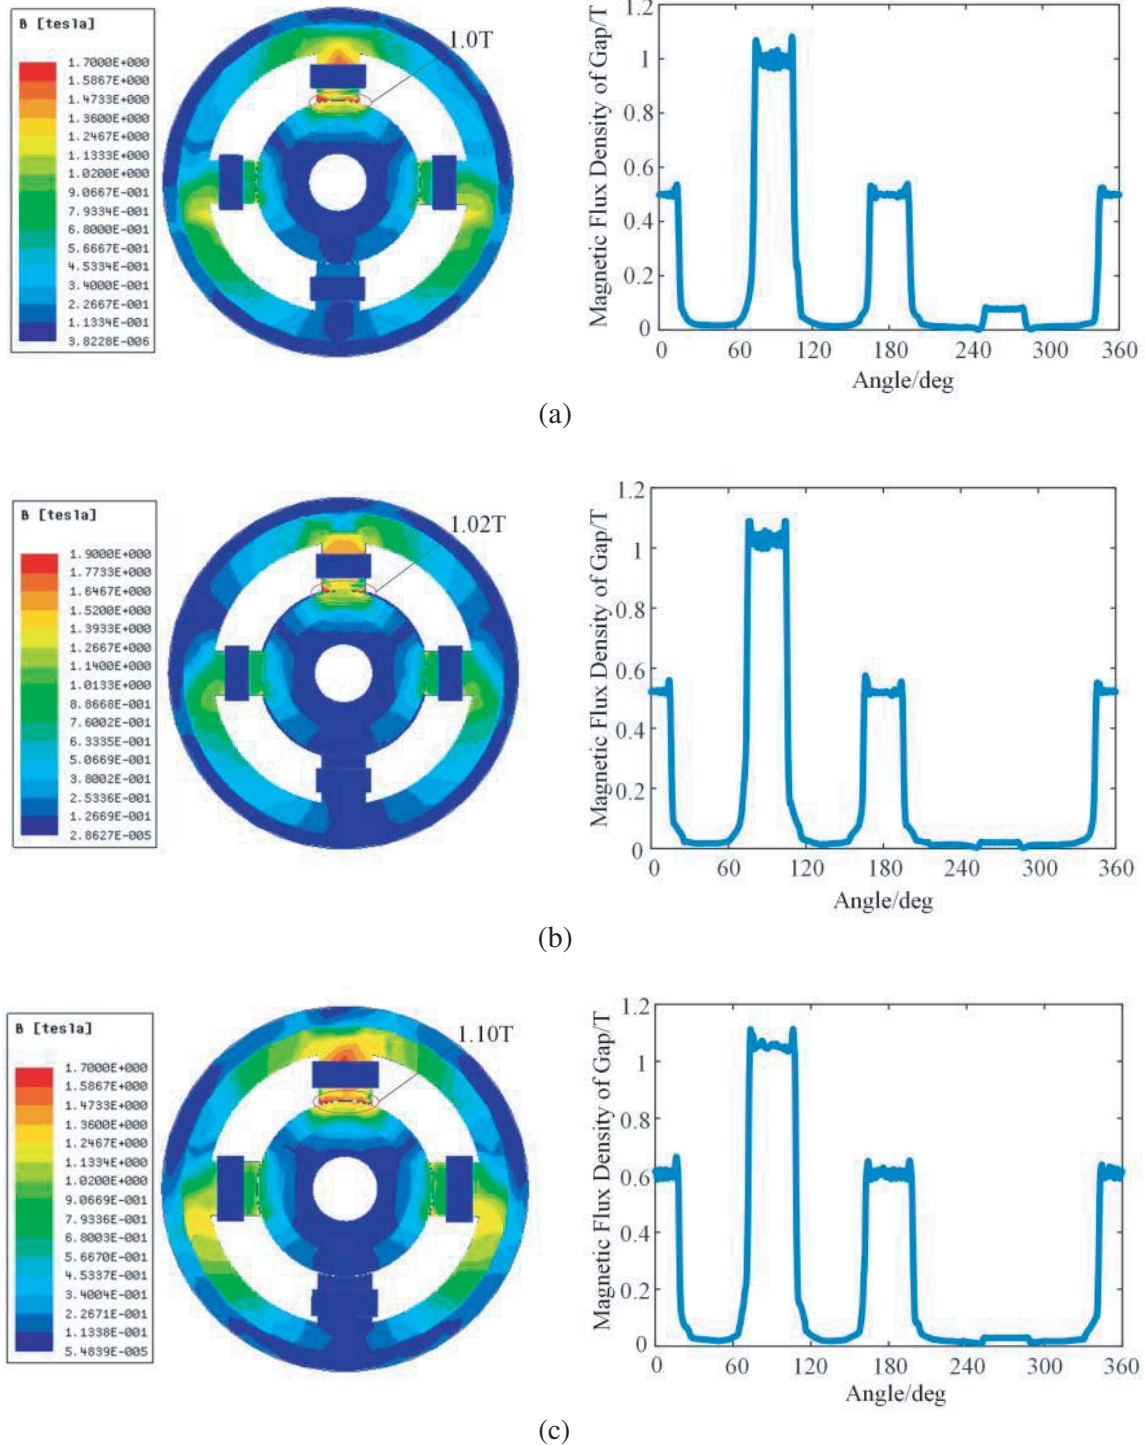 B [tesla]
1.7000E+000
1.5867E+000
1.4733E+000
1.3600E+000
1.2467E+000
1.1333E+000
1.0200E+000
9.0667E-001
7.9334E-001
6.8000E-001
5.6667E-001
4.5334E-001
3.4000E-001
2.2667E-001
1.1334E-001
3.8228E-006
1.0T
Magnetic Flux Density of Gap/T
1.2
1
0.8
0.6
0.4
0.2
0
0 60 120 180 240 300 360
Angle/deg
(a)
B [tesla]
1.9000E+000
1.7733E+000
1.6467E+000
1.5200E+000
1.3933E+000
1.2667E+000
1.1400E+000
1.0133E+000
8.8668E-001
7.6002E-001
6.3335E-001
5.0669E-001
3.8002E-001
2.5336E-001
1.2669E-001
2.8627E-005
1.02T
Magnetic Flux Density of Gap/T
1.2
1
0.8
0.6
0.4
0.2
0
0 60 120 180 240 300 360
Angle/deg
(b)
B [tesla]
1.7000E+000
1.5867E+000
1.4733E+000
1.3600E+000
1.2467E+000
1.1334E+000
1.0200E+000
9.0669E-001
7.9336E-001
6.8003E-001
5.6670E-001
4.5337E-001
3.4004E-001
2.2671E-001
1.1338E-001
5.4839E-005
1.10T
Magnetic Flux Density of Gap/T
1.2
1
0.8
0.6
0.4
0.2
0
0 60 120 180 240 300 360
Angle/deg
(c)